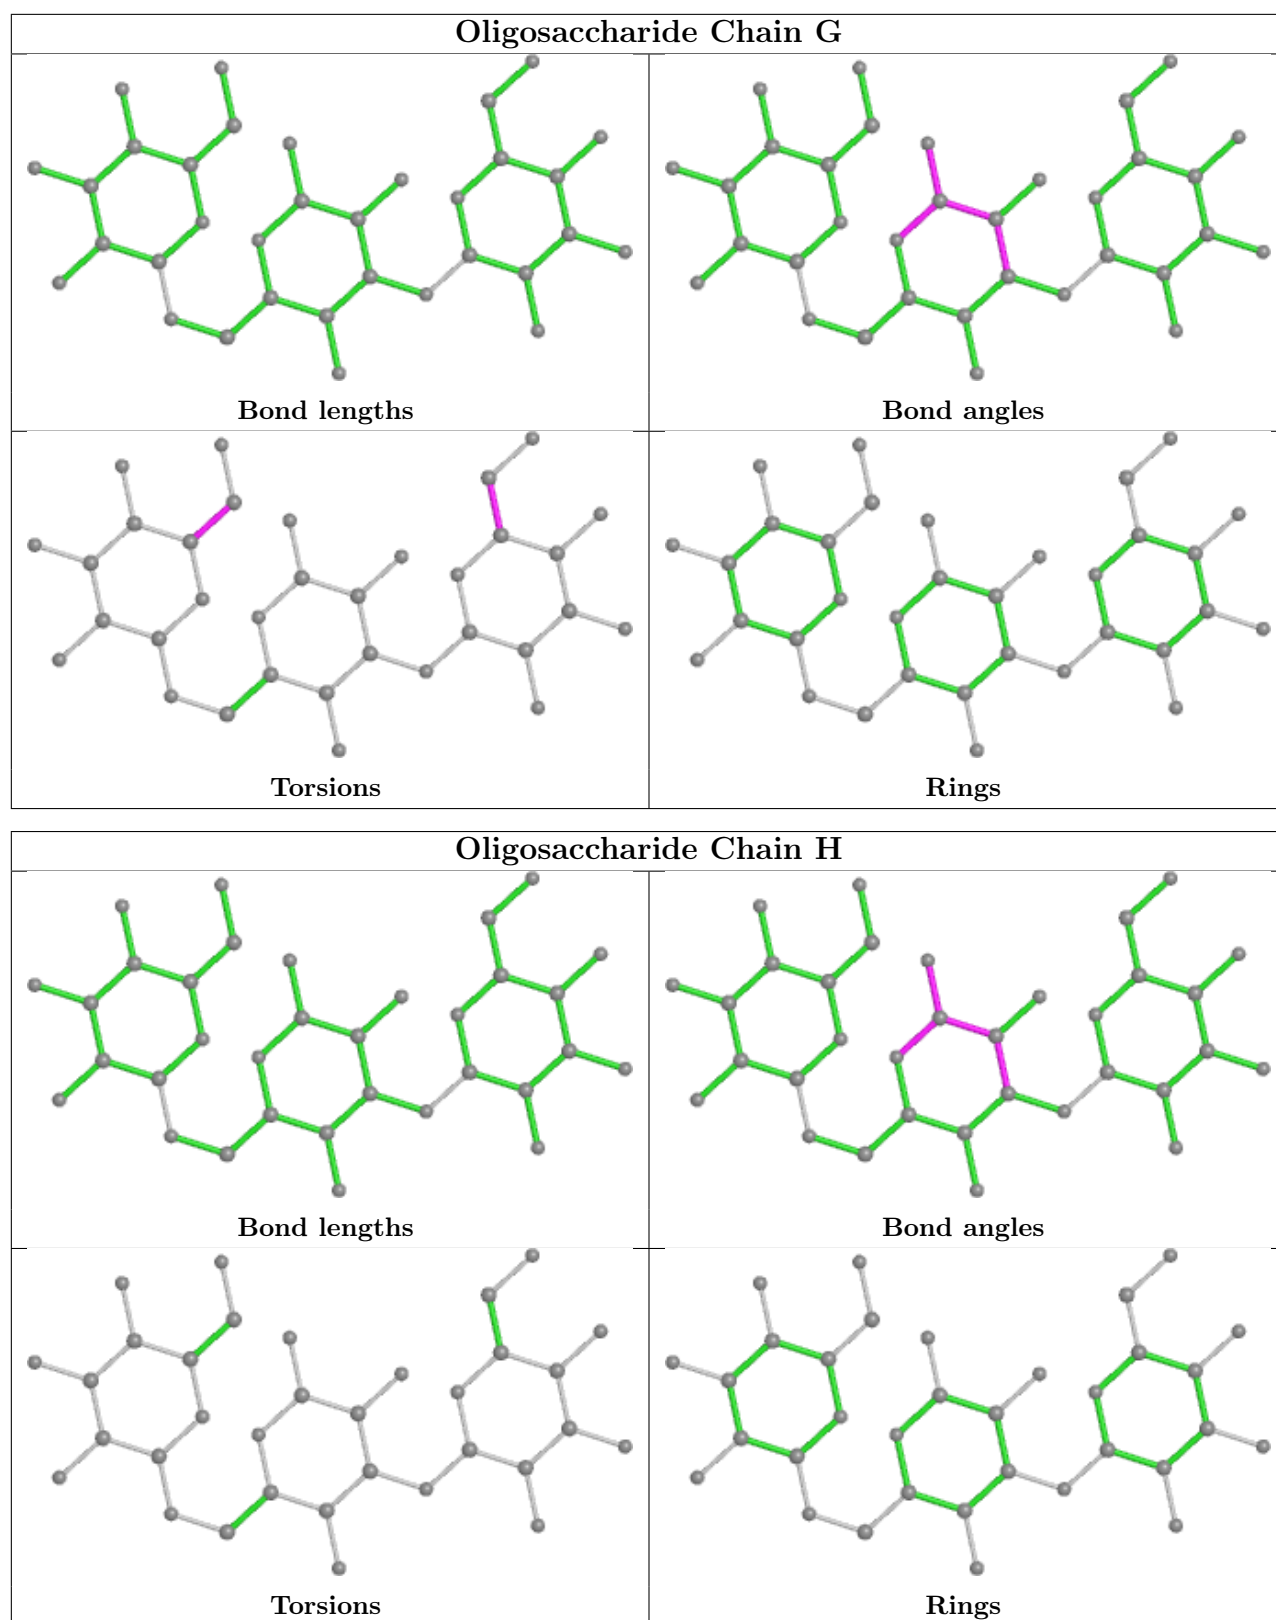 Oligosaccharide Chain G
Bond lengths
Bond angles
Torsions
Rings
Oligosaccharide Chain H
Bond lengths
Bond angles
Torsions
Rings